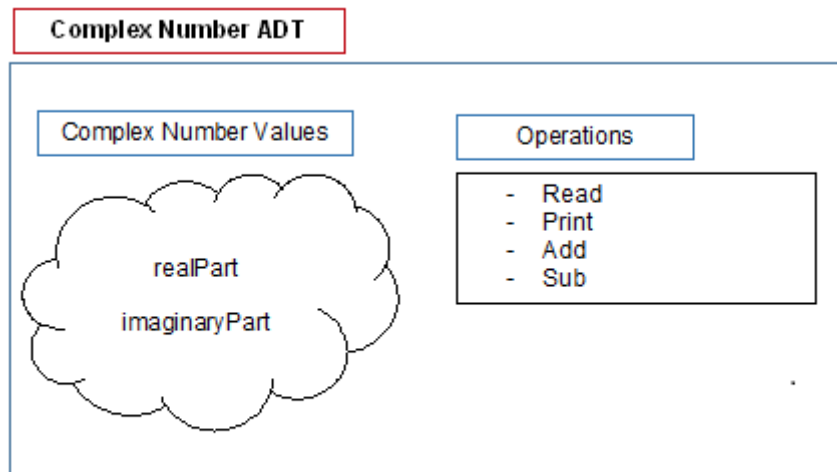 Complex Number ADT
Complex Number Values
Operations
realPart
imaginaryPart
- Read
- Print
- Add
- Sub